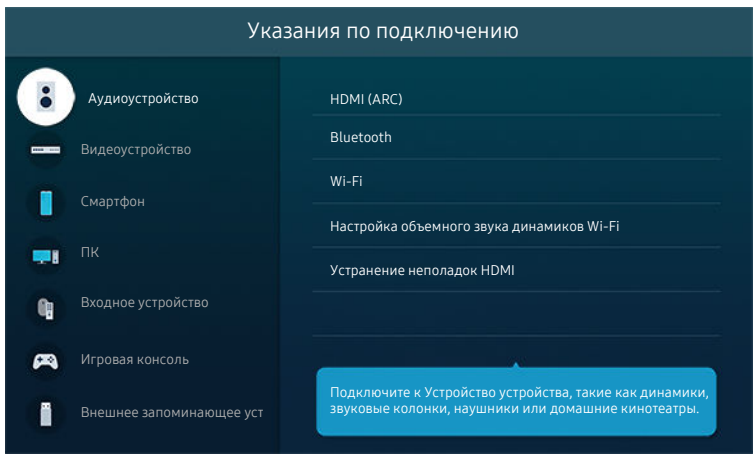 Указания по подключению
Аудиоустройство
Видеоустройство
Смартфон
ПК
Входное устройство
Игровая консоль
Внешнее запоминающее уст
HDMI (ARC)
Bluetooth
Wi-Fi
Настройка объемного звука динамиков Wi-Fi
Устранение неполадок HDMI
Подключите к Устройство устройства, такие как динамики,
звуковые колонки, наушники или домашние кинотеатры.